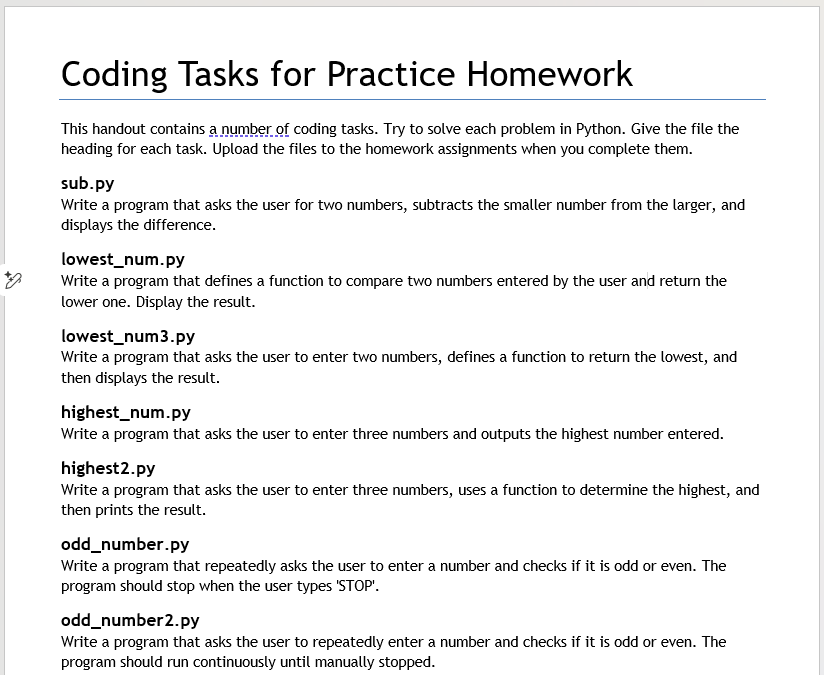 Coding Tasks for Practice Homework
This handout contains a number of coding tasks. Try to solve each problem in Python. Give the file the
heading for each task. Upload the files to the homework assignments when you complete them.
sub.py
Write a program that asks the user for two numbers, subtracts the smaller number from the larger, and
displays the difference.
lowest_num.py
Write a program that defines a function to compare two numbers entered by the user and return the
lower one. Display the result.
lowest_num3.py
Write a program that asks the user to enter two numbers, defines a function to return the lowest, and
then displays the result.
highest_num.py
Write a program that asks the user to enter three numbers and outputs the highest number entered.
highest2.py
Write a program that asks the user to enter three numbers, uses a function to determine the highest, and
then prints the result.
odd_number.py
Write a program that repeatedly asks the user to enter a number and checks if it is odd or even. The
program should stop when the user types 'STOP'.
odd_number2.py
Write a program that asks the user to repeatedly enter a number and checks if it is odd or even. The
program should run continuously until manually stopped.